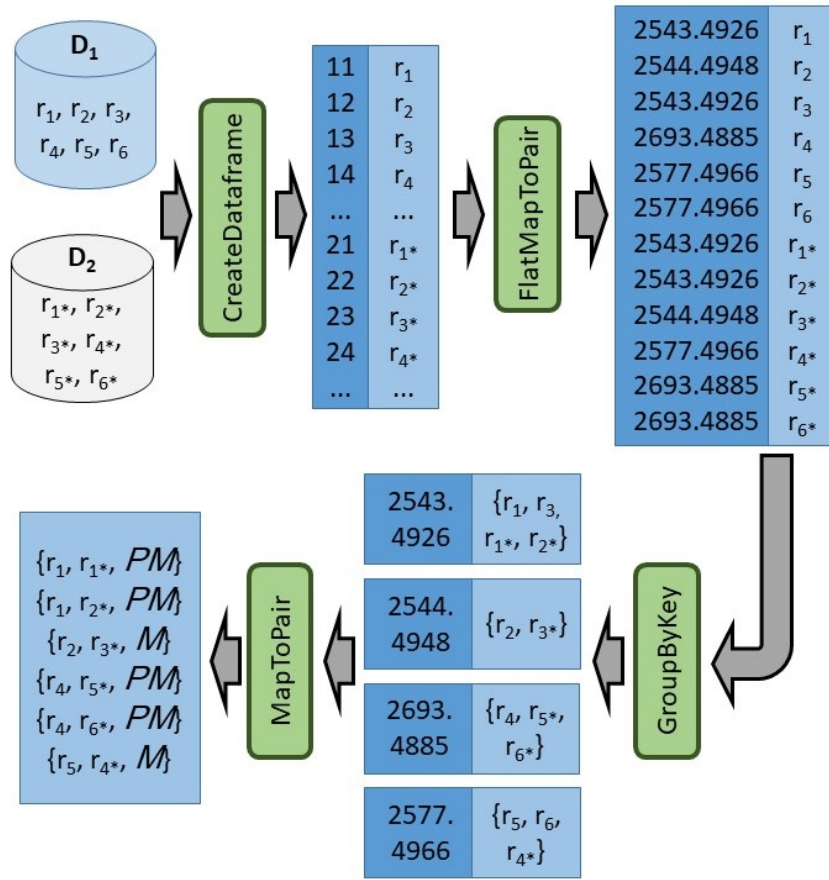 D₁
r₁, r₂, r₃,
r₄, r₅, r₆
D₂
r₁*, r₂*,
r₃*, r₄*,
r₅*, r₆*
CreateDataframe
11 r₁
12 r₂
13 r₃
14 r₄
... ...
21 r₁*
22 r₂*
23 r₃*
24 r₄*
... ...
FlatMapToPair
2543.4926 r₁
2544.4948 r₂
2543.4926 r₃
2693.4885 r₄
2577.4966 r₅
2577.4966 r₆
2543.4926 r₁*
2543.4926 r₂*
2544.4948 r₃*
2577.4966 r₄*
2693.4885 r₅*
2693.4885 r₆*
GroupByKey
2543.
4926
{r₁, r₃,
r₁*, r₂*}
2544.
4948
{r₂, r₃*}
2693.
4885
{r₄, r₅*,
r₆*}
2577.
4966
{r₅, r₆,
r₄*}
MapToPair
{r₁, r₁*, PM}
{r₁, r₂*, PM}
{r₂, r₃*, M}
{r₄, r₅*, PM}
{r₄, r₆*, PM}
{r₅, r₄*, M}